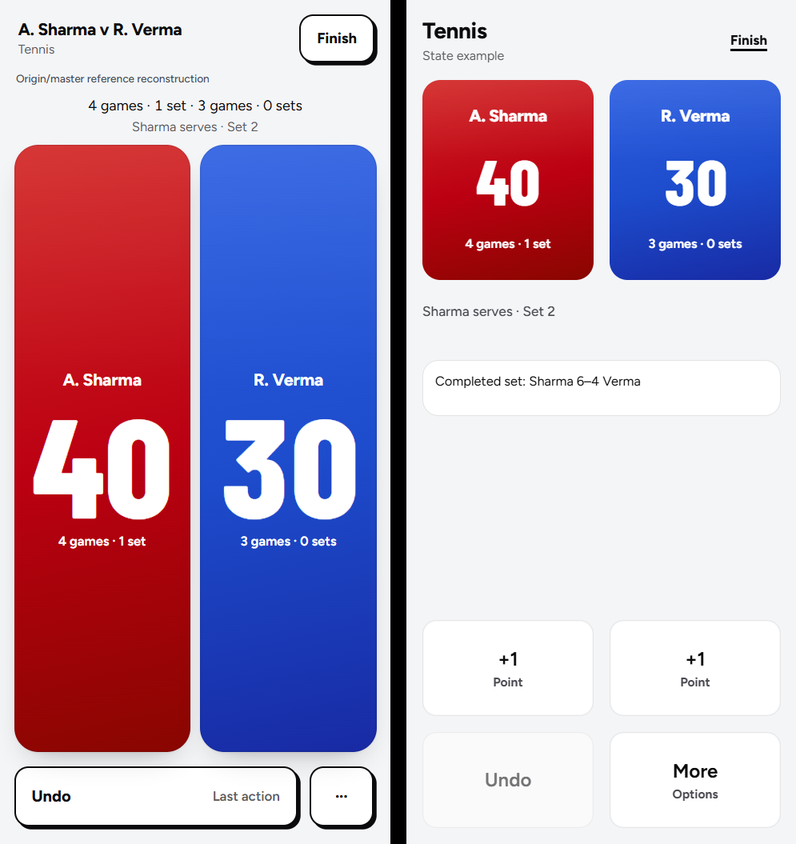 A. Sharma v R. Verma
Tennis
Finish
Origin/master reference reconstruction
4 games · 1 set · 3 games · 0 sets
Sharma serves · Set 2
A. Sharma
40
4 games · 1 set
R. Verma
30
3 games · 0 sets
Undo
Last action
···
Tennis
State example
Finish
A. Sharma
40
4 games · 1 set
R. Verma
30
3 games · 0 sets
Sharma serves · Set 2
Completed set: Sharma 6–4 Verma
+1
Point
+1
Point
Undo
More
Options